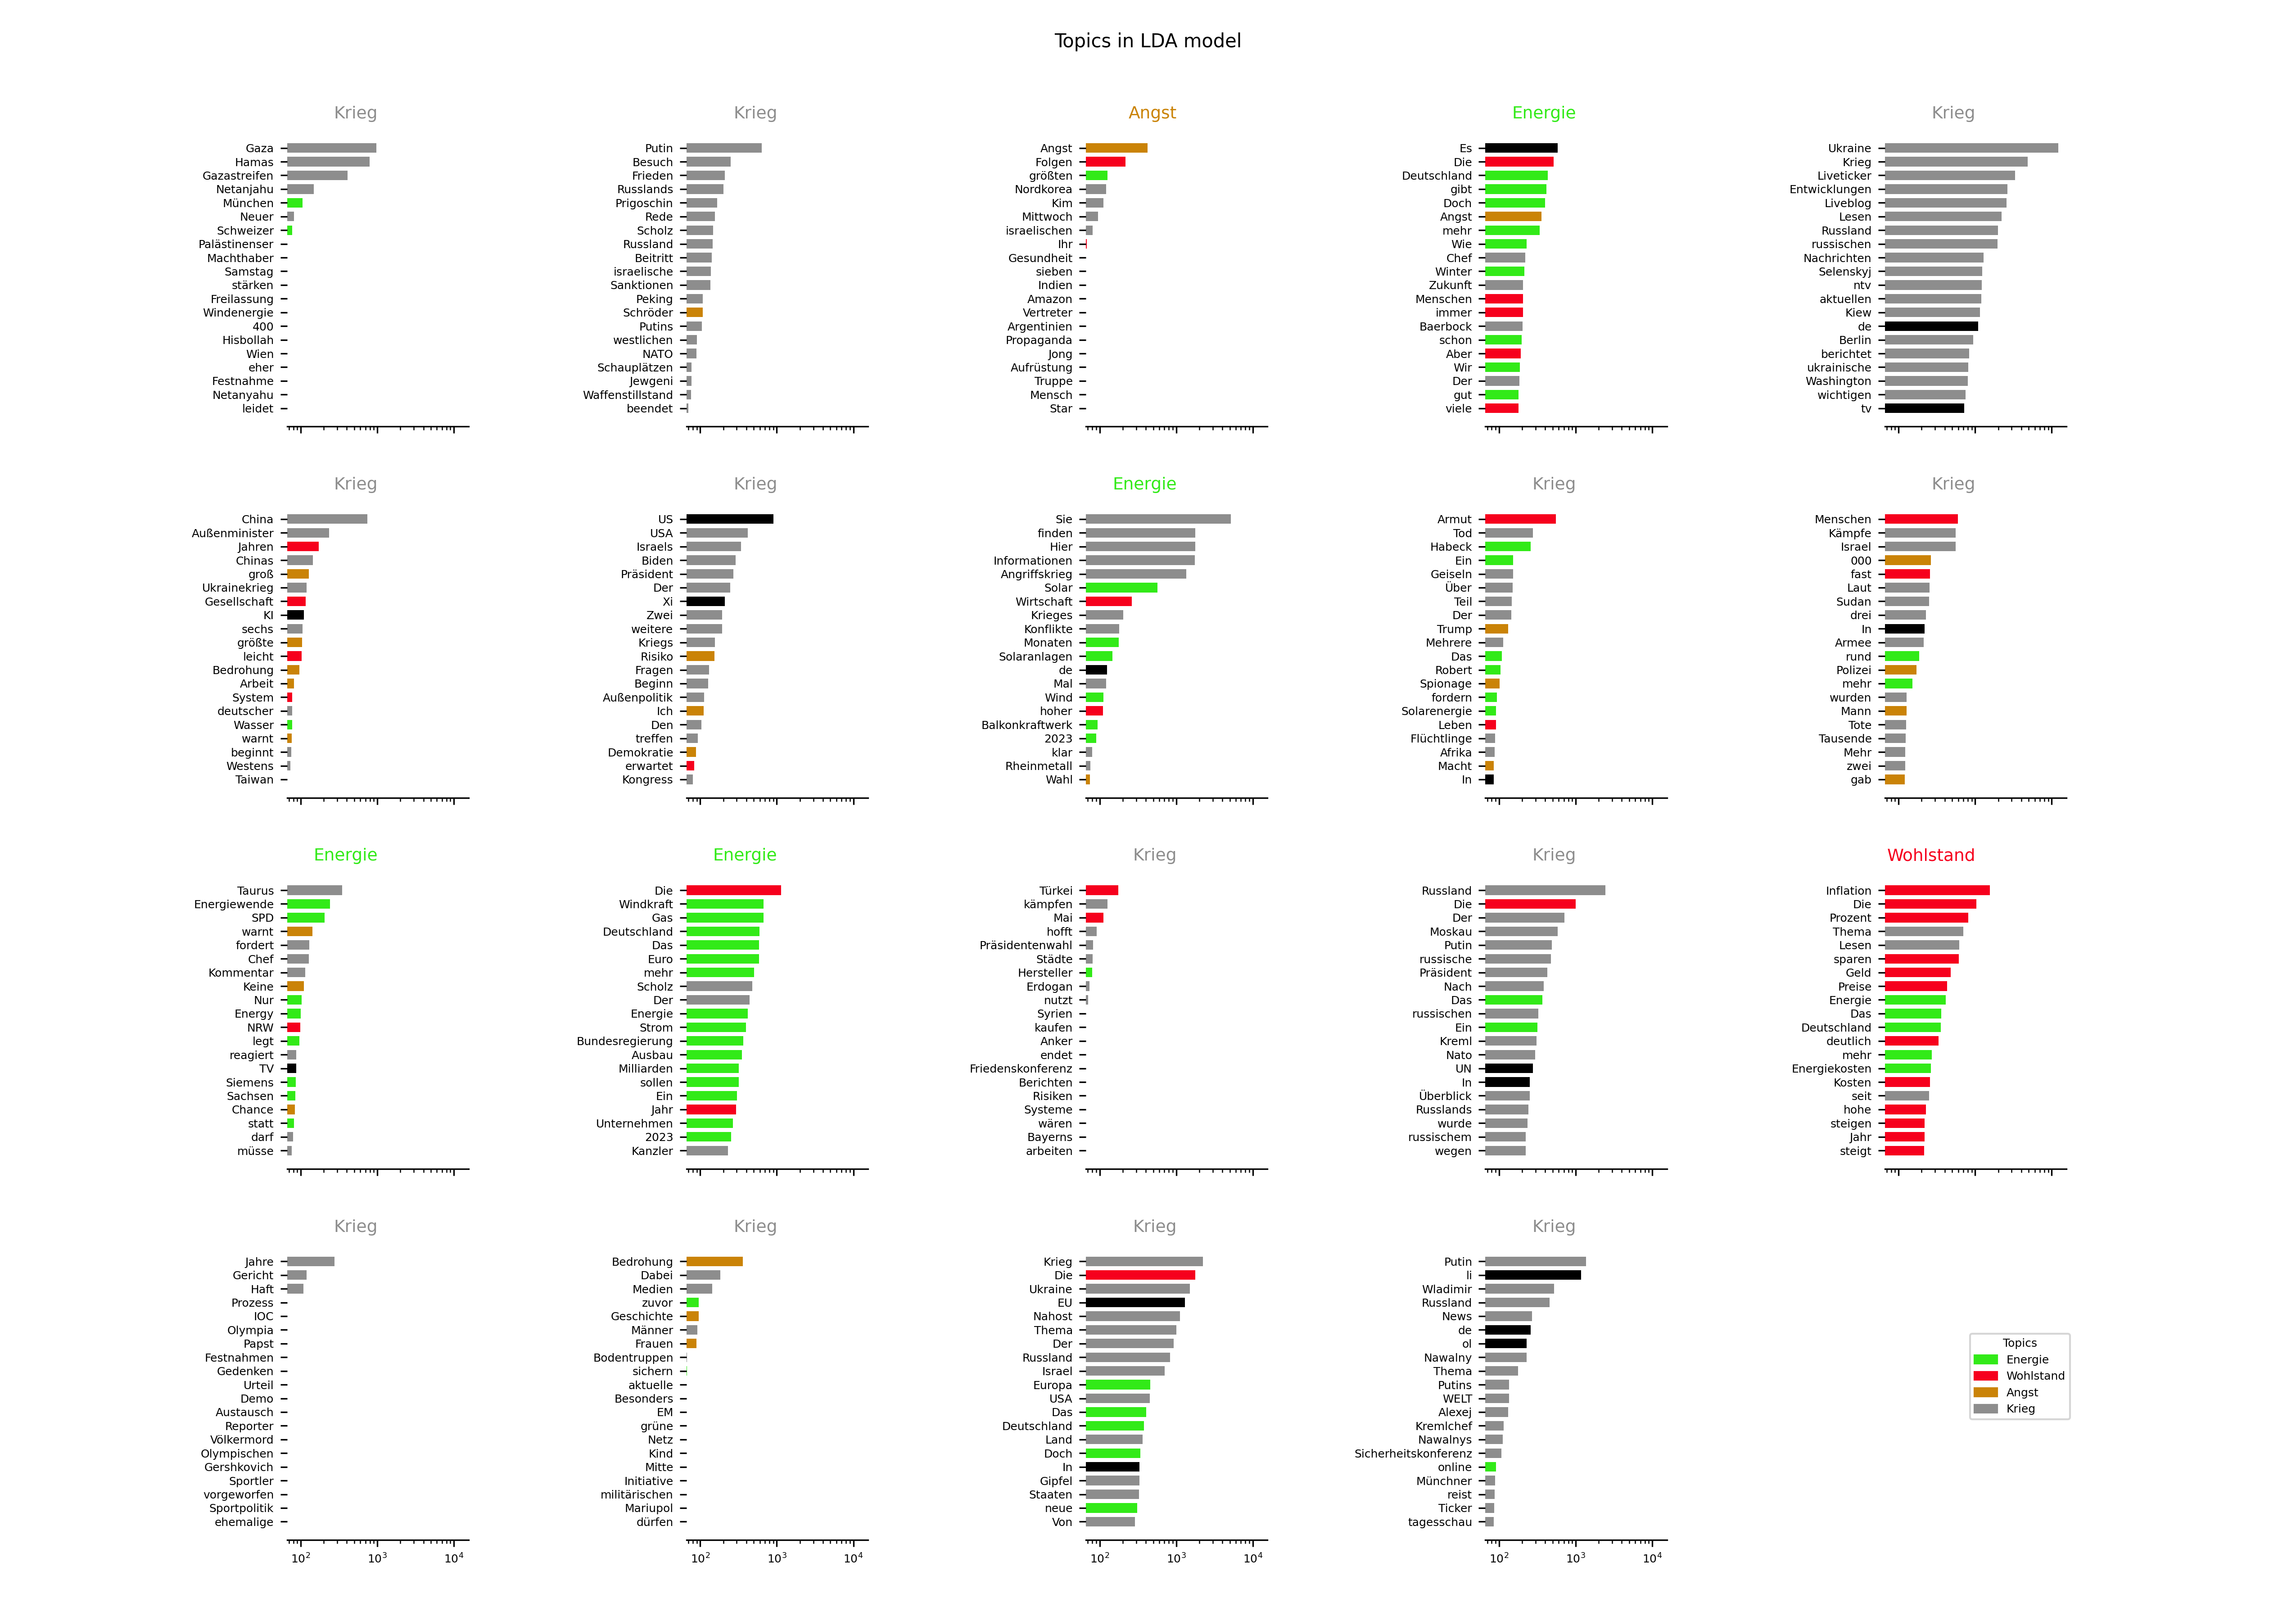 Topics in LDA model
Krieg
Gaza
Hamas
Gazastreifen
Netanjahu
München
Neuer
Schweizer
Palästinenser
Machthaber
Samstag
stärken
Freilassung
Windenergie
400
Hisbollah
Wien
eher
Festnahme
Netanyahu
leidet
Krieg
Putin
Besuch
Frieden
Russlands
Prigoschin
Rede
Scholz
Russland
Beitritt
israelische
Sanktionen
Peking
Schröder
Putins
westlichen
NATO
Schauplätzen
Jewgeni
Waffenstillstand
beendet
Angst
Angst
Folgen
größten
Nordkorea
Kim
Mittwoch
israelischen
Ihr
Gesundheit
sieben
Indien
Amazon
Vertreter
Argentinien
Propaganda
Jong
Aufrüstung
Truppe
Mensch
Star
Energie
Es
Die
Deutschland
gibt
Doch
Angst
mehr
Wie
Chef
Winter
Zukunft
Menschen
immer
Baerbock
schon
Aber
Wir
Der
gut
viele
Krieg
Ukraine
Krieg
Liveticker
Entwicklungen
Liveblog
Lesen
Russland
russischen
Nachrichten
Selenskyj
ntv
aktuellen
Kiew
de
Berlin
berichtet
ukrainische
Washington
wichtigen
tv
Krieg
China
Außenminister
Jahren
Chinas
groß
Ukrainekrieg
Gesellschaft
KI
sechs
größte
leicht
Bedrohung
Arbeit
System
deutscher
Wasser
warnt
beginnt
Westens
Taiwan
Krieg
US
USA
Israels
Biden
Präsident
Der
Xi
Zwei
weitere
Kriegs
Risiko
Fragen
Beginn
Außenpolitik
Ich
Den
treffen
Demokratie
erwartet
Kongress
Energie
Sie
finden
Hier
Informationen
Angriffskrieg
Solar
Wirtschaft
Krieges
Konflikte
Monaten
Solaranlagen
de
Mal
Wind
hoher
Balkonkraftwerk
2023
klar
Rheinmetall
Wahl
Krieg
Armut
Tod
Habeck
Ein
Geiseln
Über
Teil
Der
Trump
Mehrere
Das
Robert
Spionage
fordern
Solarenergie
Leben
Flüchtlinge
Afrika
Macht
In
Krieg
Menschen
Kämpfe
Israel
000
fast
Laut
Sudan
drei
In
Armee
rund
Polizei
mehr
wurden
Mann
Tote
Tausende
Mehr
zwei
gab
Energie
Taurus
Energiewende
SPD
warnt
fordert
Chef
Kommentar
Keine
Nur
Energy
NRW
legt
reagiert
TV
Siemens
Sachsen
Chance
statt
darf
müsse
Energie
Die
Windkraft
Gas
Deutschland
Das
Euro
mehr
Scholz
Der
Energie
Strom
Bundesregierung
Ausbau
Milliarden
sollen
Ein
Jahr
Unternehmen
2023
Kanzler
Krieg
Türkei
kämpfen
Mai
hofft
Präsidentenwahl
Städte
Hersteller
Erdogan
nutzt
Syrien
kaufen
Anker
endet
Friedenskonferenz
Berichten
Risiken
Systeme
wären
Bayerns
arbeiten
Krieg
Russland
Die
Der
Moskau
Putin
russische
Präsident
Nach
Das
russischen
Ein
Kreml
Nato
UN
In
Überblick
Russlands
wurde
russischem
wegen
Wohlstand
Inflation
Die
Prozent
Thema
Lesen
sparen
Geld
Preise
Energie
Das
Deutschland
deutlich
mehr
Energiekosten
Kosten
seit
hohe
steigen
Jahr
steigt
Krieg
Jahre
Gericht
Haft
Prozess
IOC
Olympia
Papst
Festnahmen
Gedenken
Urteil
Demo
Austausch
Reporter
Völkermord
Olympischen
Gershkovich
Sportler
vorgeworfen
Sportpolitik
ehemalige
10² 10³ 10⁴
Krieg
Bedrohung
Dabei
Medien
zuvor
Geschichte
Männer
Frauen
Bodentruppen
sichern
aktuelle
Besonders
EM
grüne
Netz
Kind
Mitte
Initiative
militärischen
Mariupol
dürfen
10² 10³ 10⁴
Krieg
Krieg
Die
Ukraine
EU
Nahost
Thema
Der
Russland
Israel
Europa
USA
Das
Deutschland
Land
Doch
In
Gipfel
Staaten
neue
Von
10² 10³ 10⁴
Krieg
Putin
li
Wladimir
Russland
News
de
ol
Nawalny
Thema
Putins
WELT
Alexej
Kremlchef
Nawalnys
Sicherheitskonferenz
online
Münchner
reist
Ticker
tagesschau
10² 10³ 10⁴
Topics
Energie
Wohlstand
Angst
Krieg